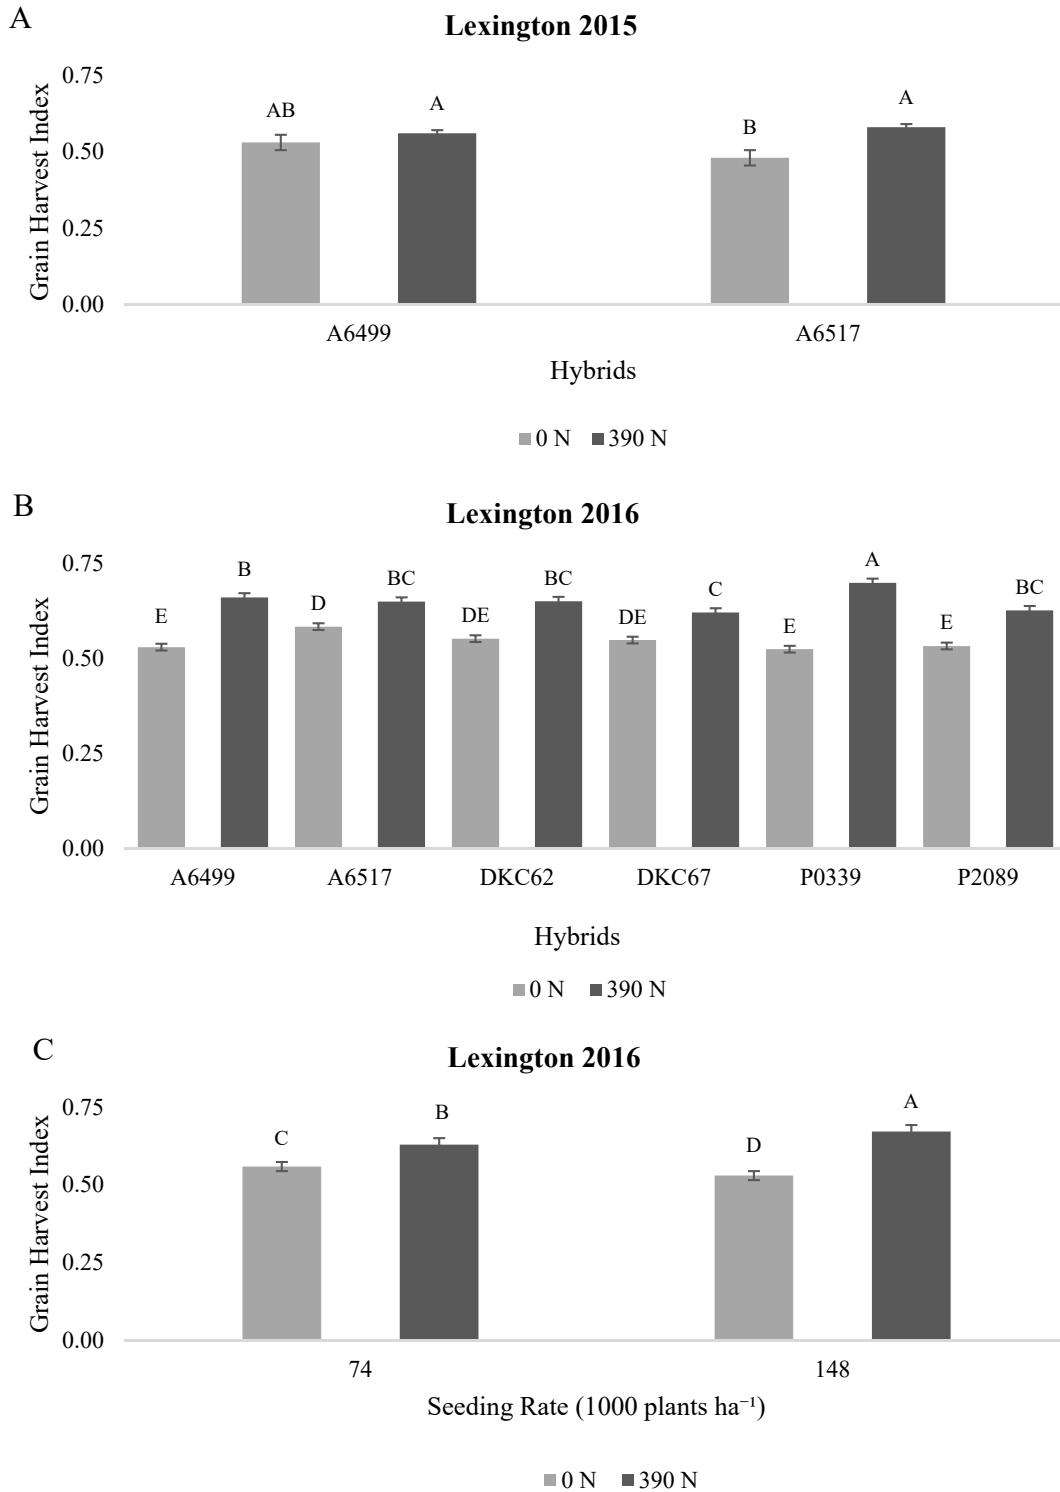 A
Lexington 2015
Grain Harvest Index
0.75
0.50
0.25
0.00
AB
A
B
A
A6499
A6517
Hybrids
0 N 390 N
B
Lexington 2016
Grain Harvest Index
0.75
0.50
0.25
0.00
E
B
D
BC
DE
BC
DE
C
E
A
E
BC
A6499
A6517
DKC62
DKC67
P0339
P2089
Hybrids
0 N 390 N
C
Lexington 2016
Grain Harvest Index
0.75
0.50
0.25
0.00
C
B
D
A
74
148
Seeding Rate (1000 plants ha⁻¹)
0 N 390 N